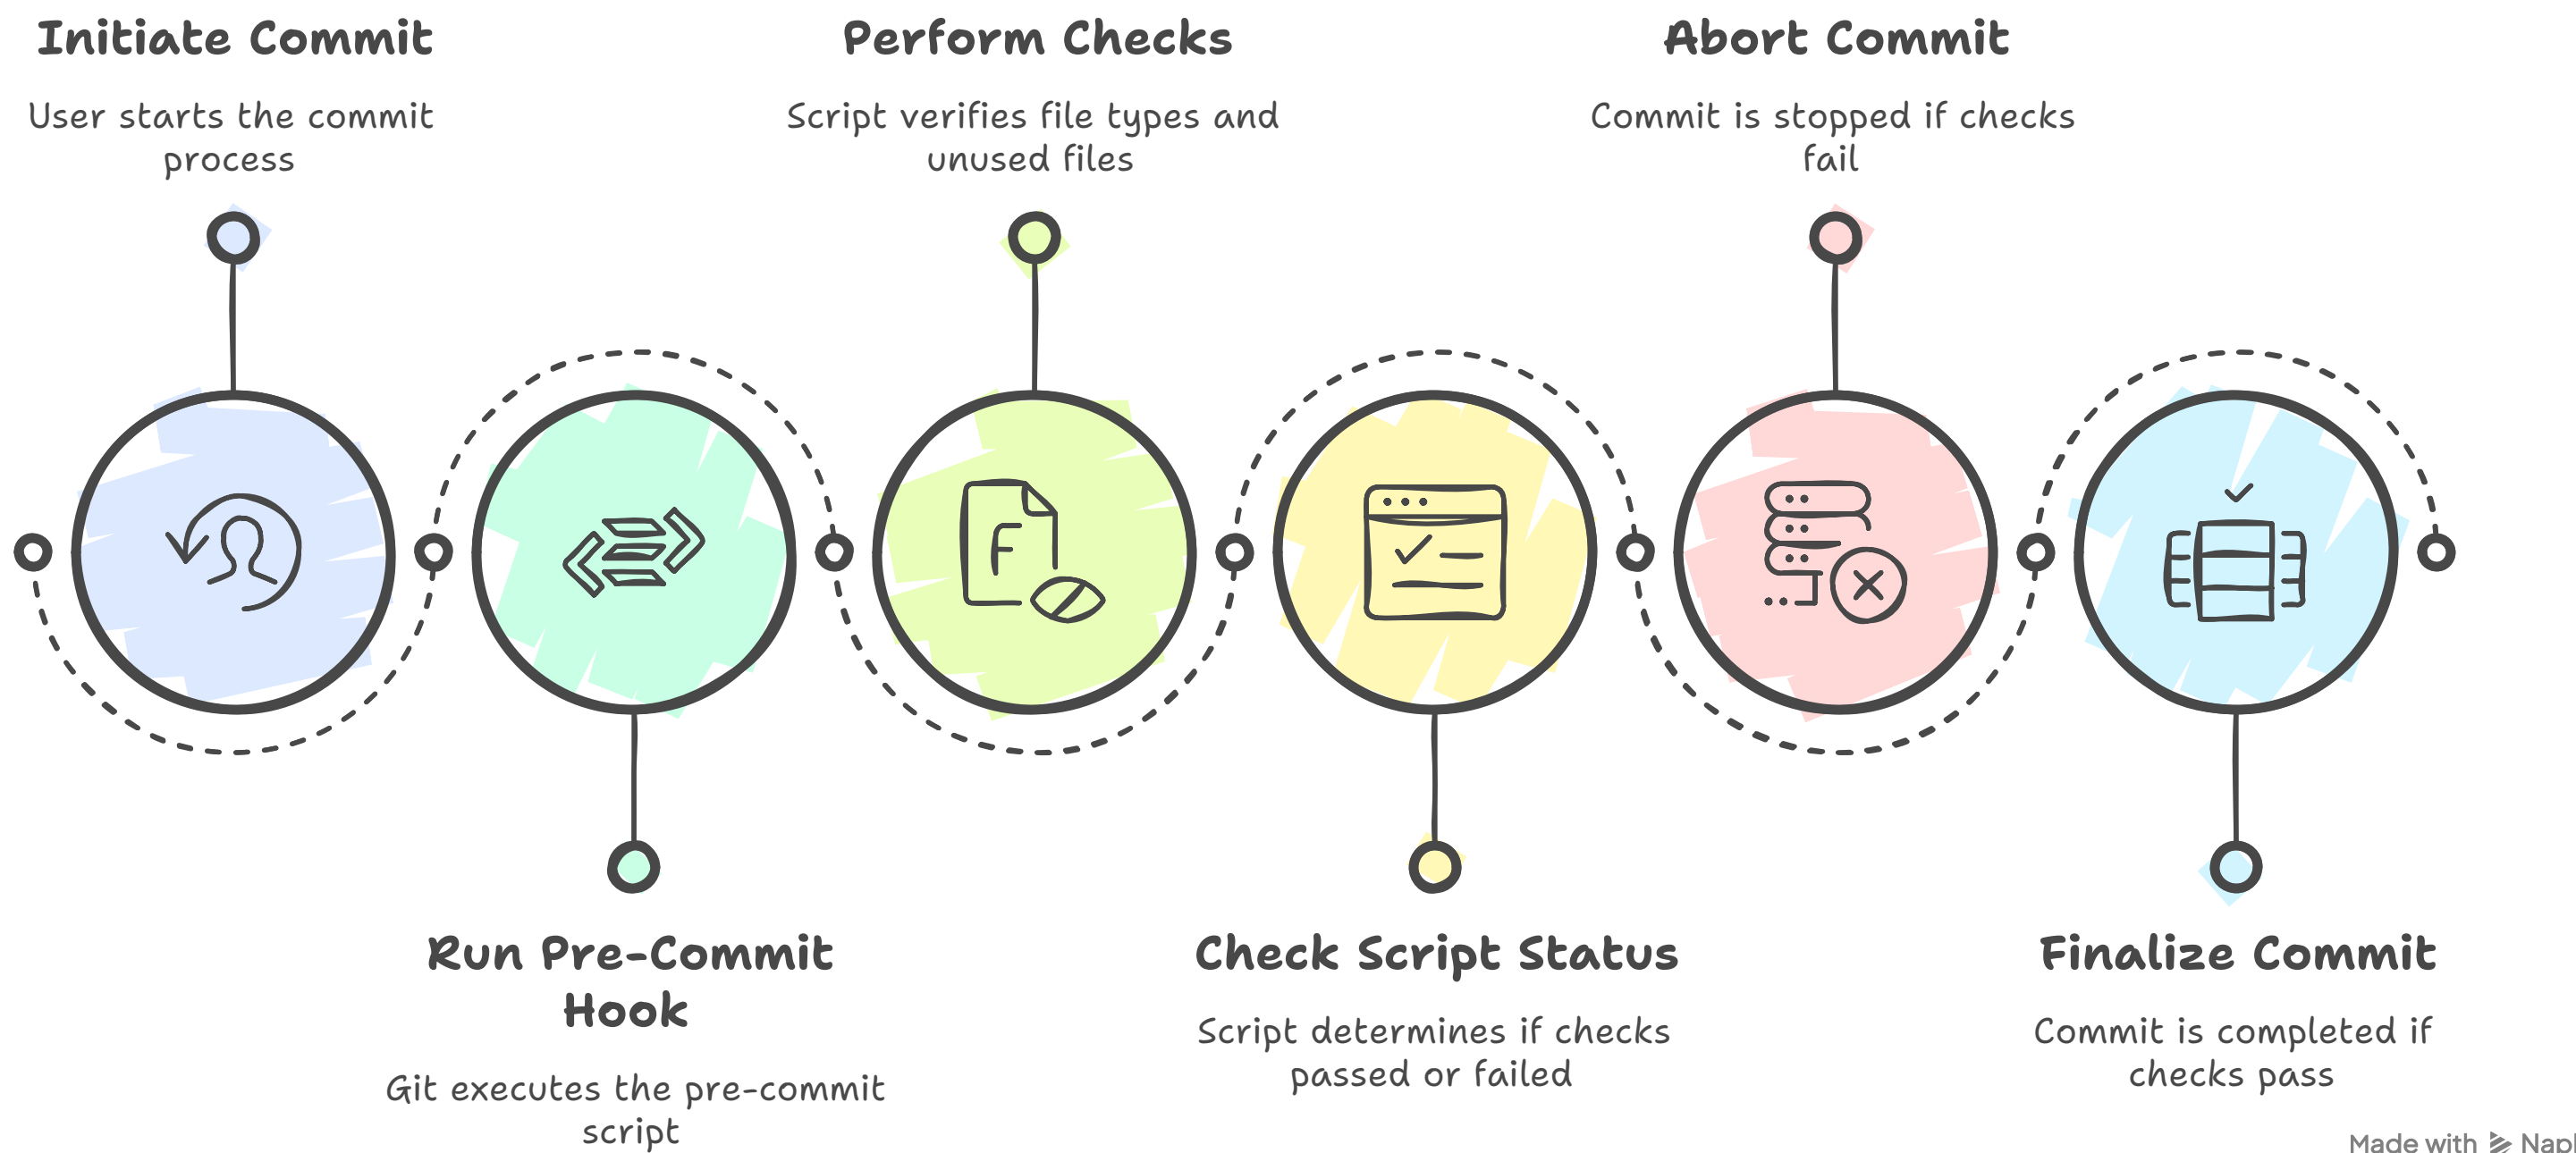 Initiate Commit
User starts the commit
process
Perform Checks
Script verifies file types and
unused files
Abort Commit
Commit is stopped if checks
fail
F
Run Pre-Commit
Hook
Git executes the pre-commit
script
Check Script Status
Script determines if checks
passed or failed
Finalize Commit
Commit is completed if
checks pass
Made with